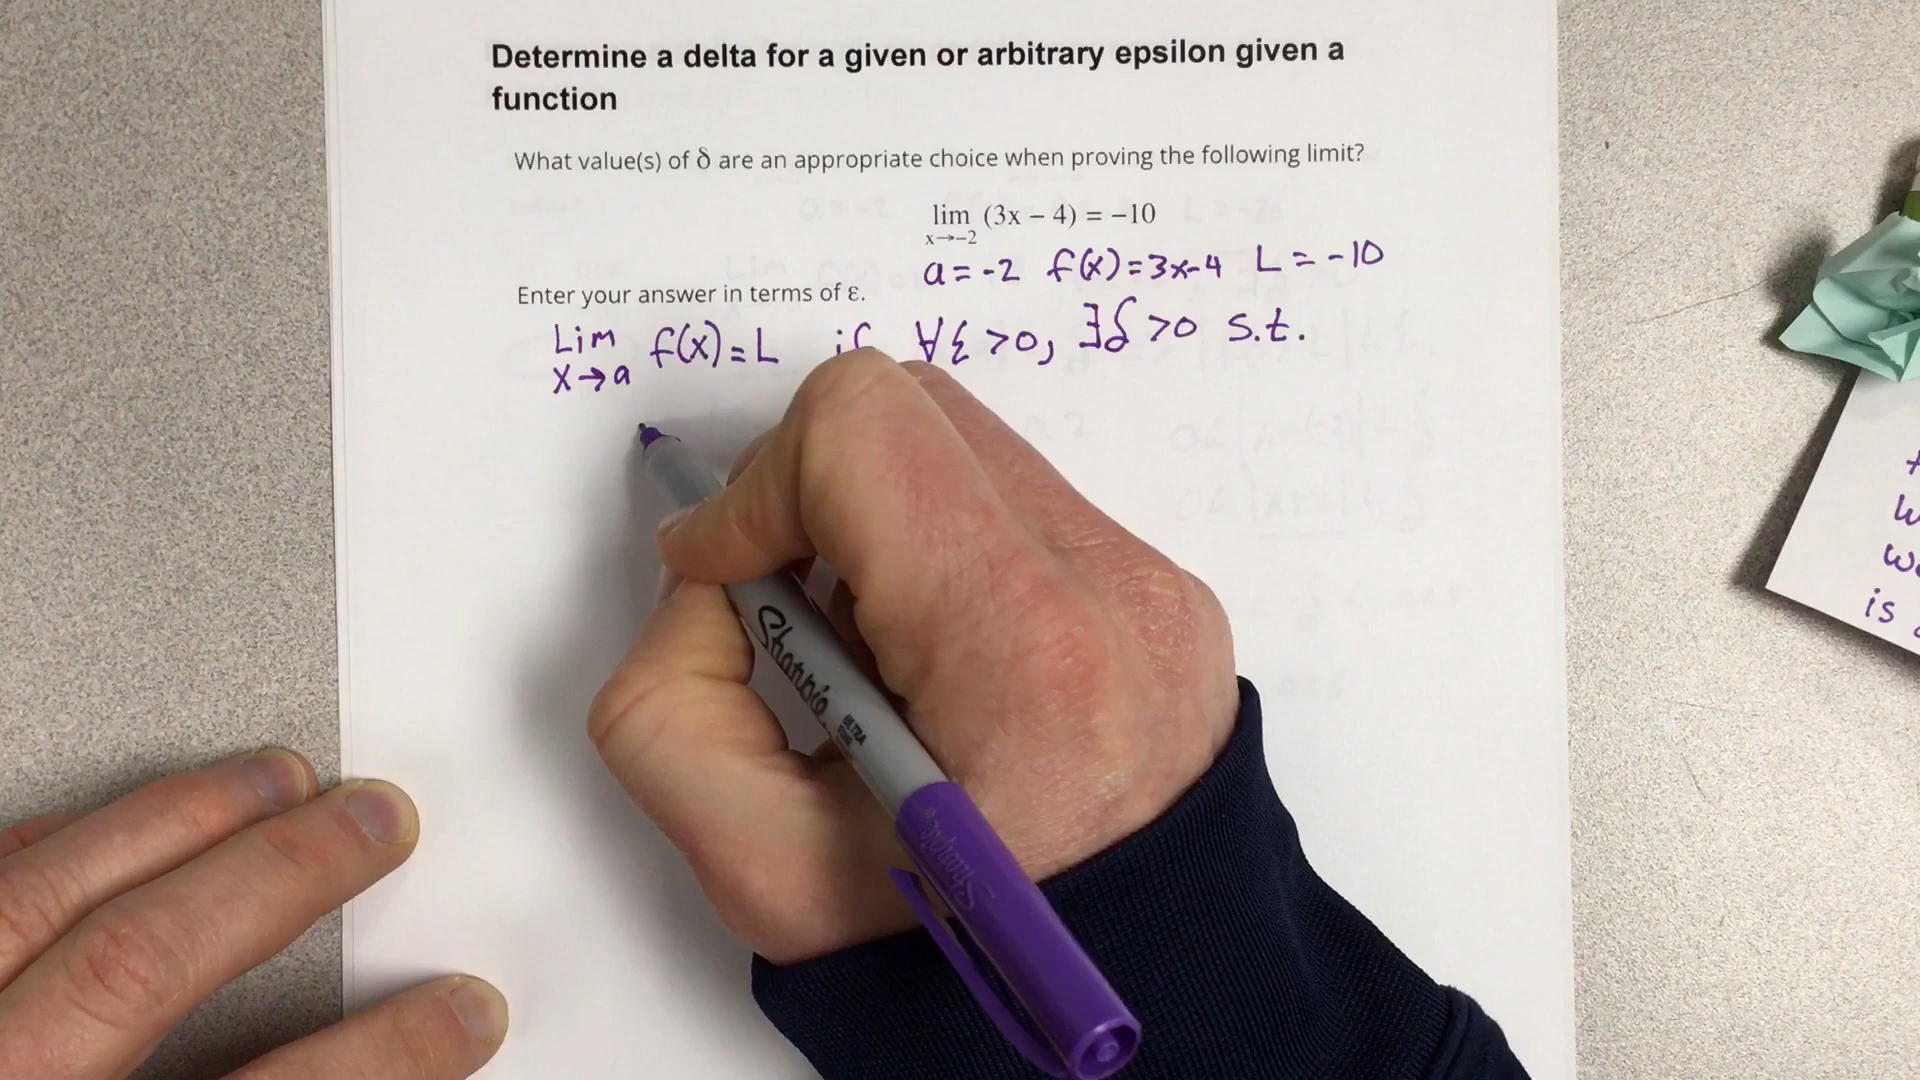 Determine a delta for a given or arbitrary epsilon given a
function
What value(s) of δ are an appropriate choice when proving the following limit?
lim (3x – 4) = –10
x→–2
a = -2 f(x) = 3x-4 L = -10
Enter your answer in terms of ε.
Lim f(x) = L if ∀ε >0, ∃δ >0 s.t.
x→a
Sharpie
ULTRA
FINE
Sharpie
is